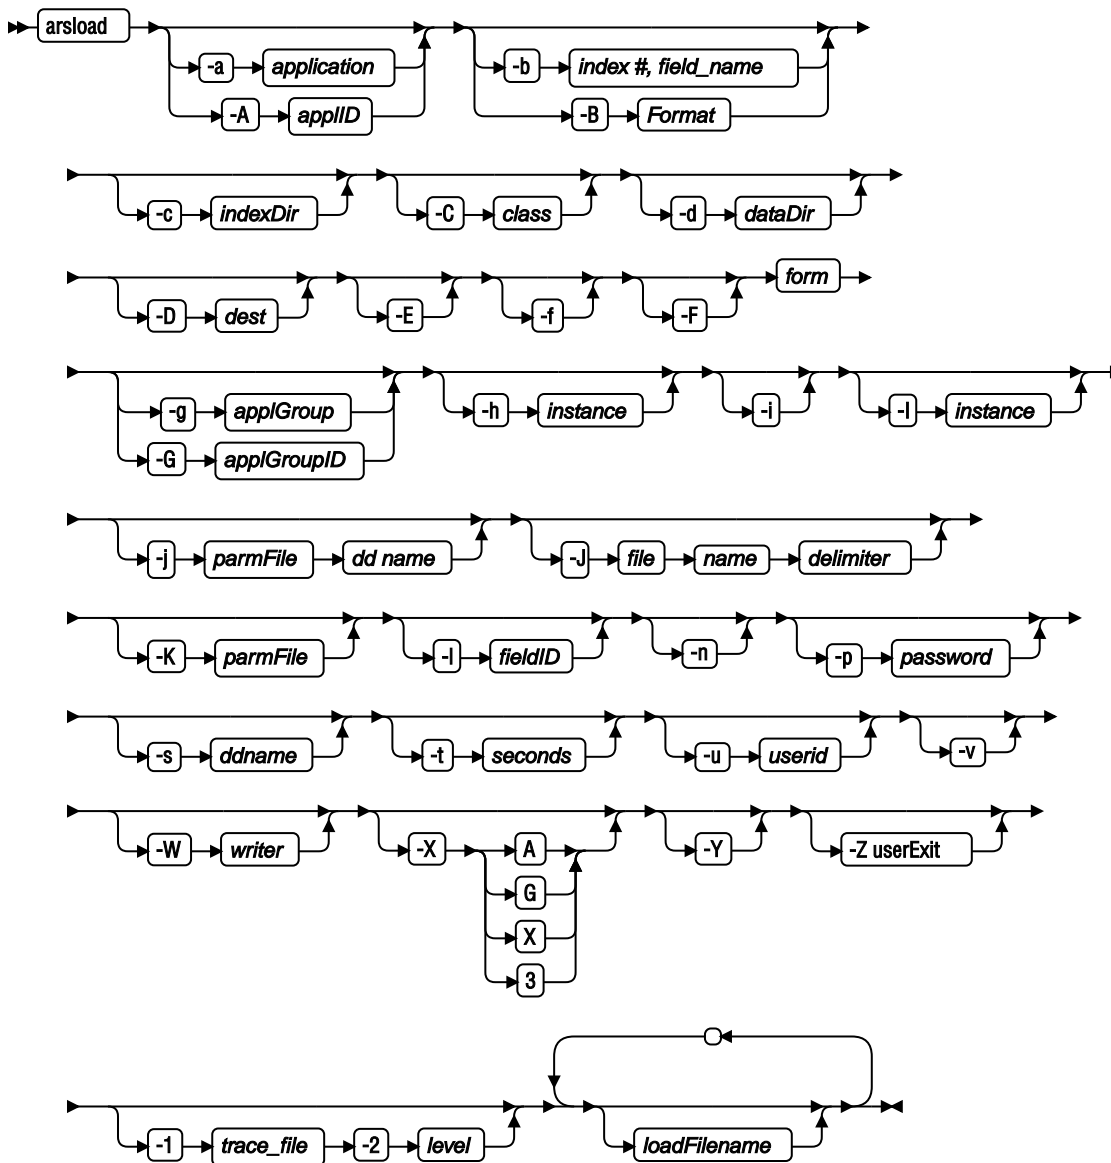 arsload
-a application -b index #, field_name
-A applID -B Format
-c indexDir -C class -d dataDir
form
-D dest -E -f -F
-g applGroup -h instance -i -I instance
-G applGroupID
-j parmFile dd name -J file name delimiter
-K parmFile -l fieldID -n -p password
-s ddname -t seconds -u userid -v
-W writer -X A -Y -Z userExit
G
X
3
-1 trace_file -2 level loadFilename